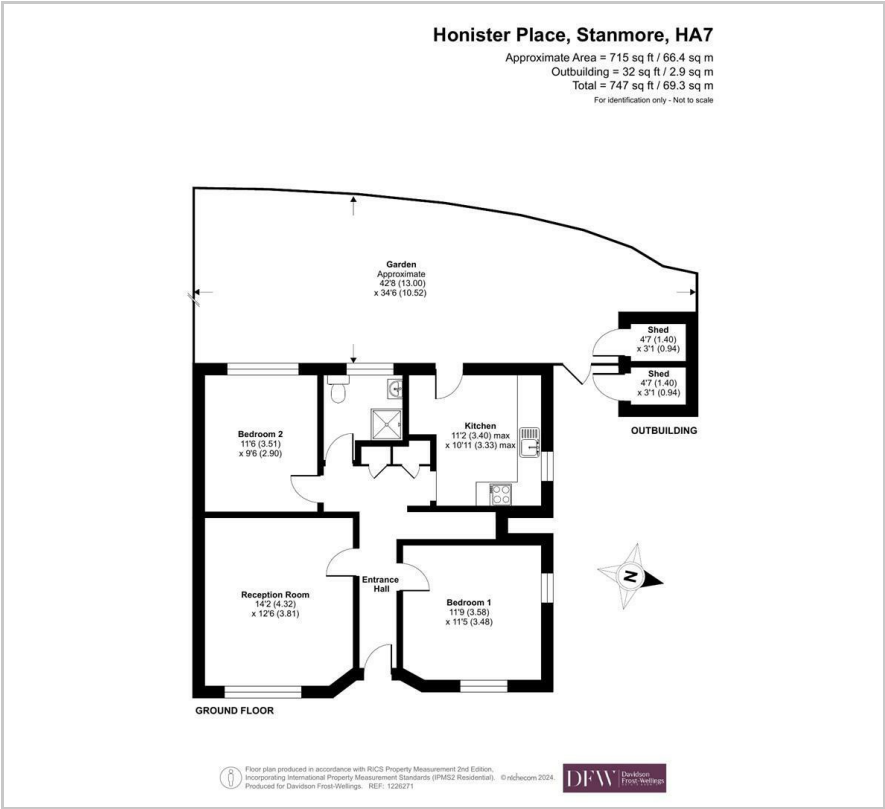 Honister Place, Stanmore, HA7
Approximate Area = 715 sq ft / 66.4 sq m
Outbuilding = 32 sq ft / 2.9 sq m
Total = 747 sq ft / 69.3 sq m
For identification only - Not to scale
Garden
Approximate
42'8 (13.00)
x 34'6 (10.52)
Shed
4'7 (1.40)
x 3'1 (0.94)
Shed
4'7 (1.40)
x 3'1 (0.94)
OUTBUILDING
Kitchen
11'2 (3.40) max
x 10'11 (3.33) max
Bedroom 2
11'6 (3.51)
x 9'6 (2.90)
Reception Room
14'2 (4.32)
x 12'6 (3.81)
Entrance
Hall
Bedroom 1
11'9 (3.58)
x 11'5 (3.48)
N
GROUND FLOOR
Floor plan produced in accordance with RICS Property Measurement 2nd Edition,
Incorporating International Property Measurement Standards (IPMS2 Residential). © nichecom 2024.
Produced for Davidson Frost-Wellings. REF: 1226271
DFW
Davidson
Frost-Wellings